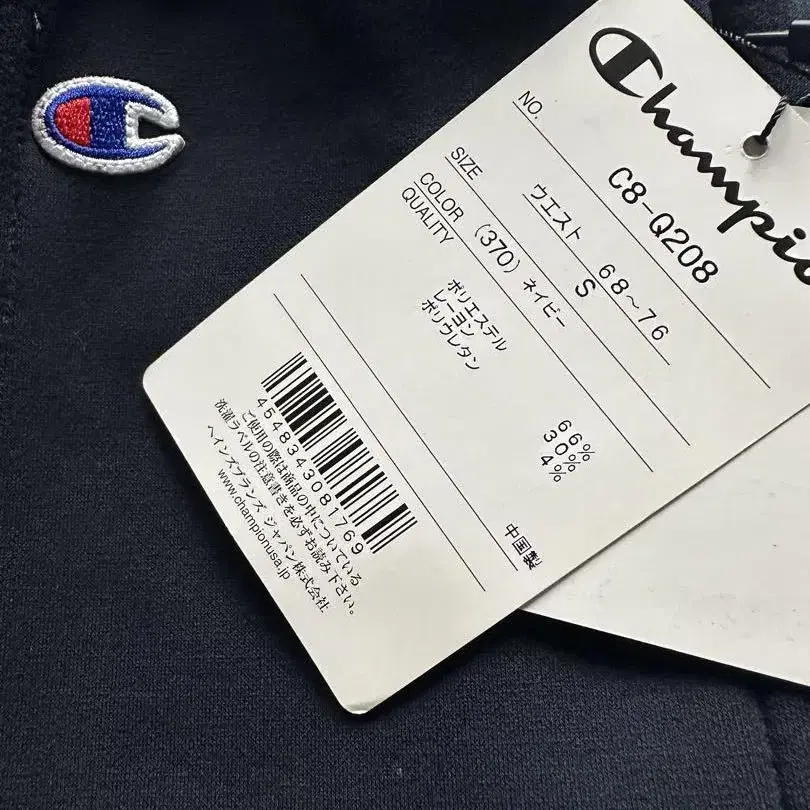 Champio
NO.
C8-Q208
SIZE
ウエスト 68~76
S
COLOR (370) ネイビー
QUALITY
ポリエステル 66%
レーヨン 30%
ポリウレタン 4%
中国製
4548343081769
ご使用の際は商品の中についている
洗濯ラベルの注意書きを必ずお読み下さい。
ヘインズブランズ ジャパン株式会社
www.championusa.jp